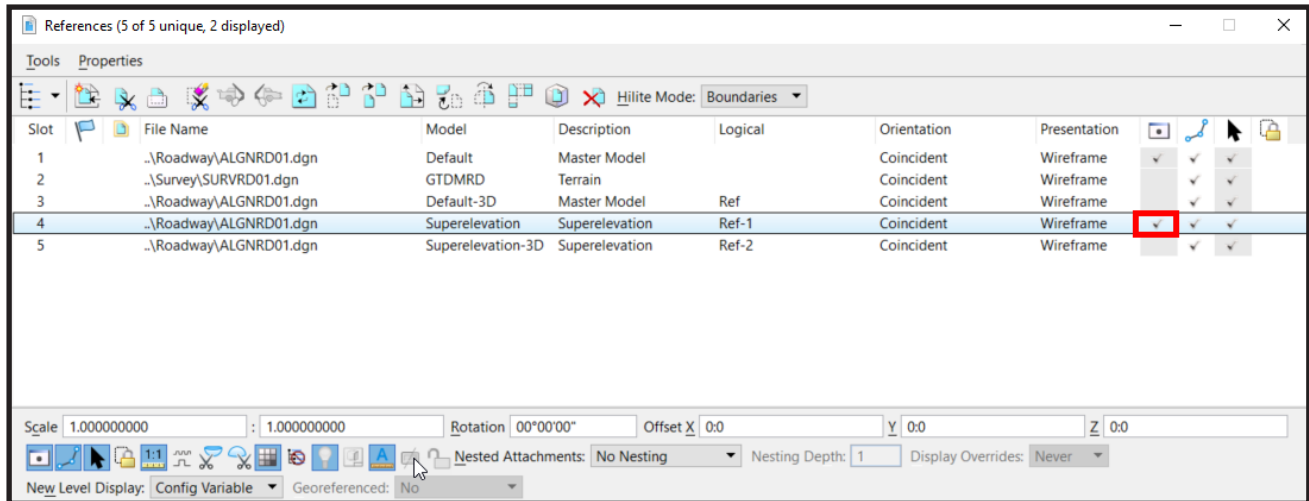 References (5 of 5 unique, 2 displayed)
Tools Properties
Hilite Mode: Boundaries
Slot File Name Model Description Logical Orientation Presentation
1 ..\Roadway\ALGNRD01.dgn Default Master Model Coincident Wireframe
2 ..\Survey\SURVRD01.dgn GTDMRD Terrain Coincident Wireframe
3 ..\Roadway\ALGNRD01.dgn Default-3D Master Model Ref Coincident Wireframe
4 ..\Roadway\ALGNRD01.dgn Superelevation Superelevation Ref-1 Coincident Wireframe
5 ..\Roadway\ALGNRD01.dgn Superelevation-3D Superelevation Ref-2 Coincident Wireframe
Scale 1.000000000 : 1.000000000 Rotation 00°00'00" Offset X 0:0 Y 0:0 Z 0:0
1:1 A Nested Attachments: No Nesting Nesting Depth: 1 Display Overrides: Never
New Level Display: Config Variable Georeferenced: No